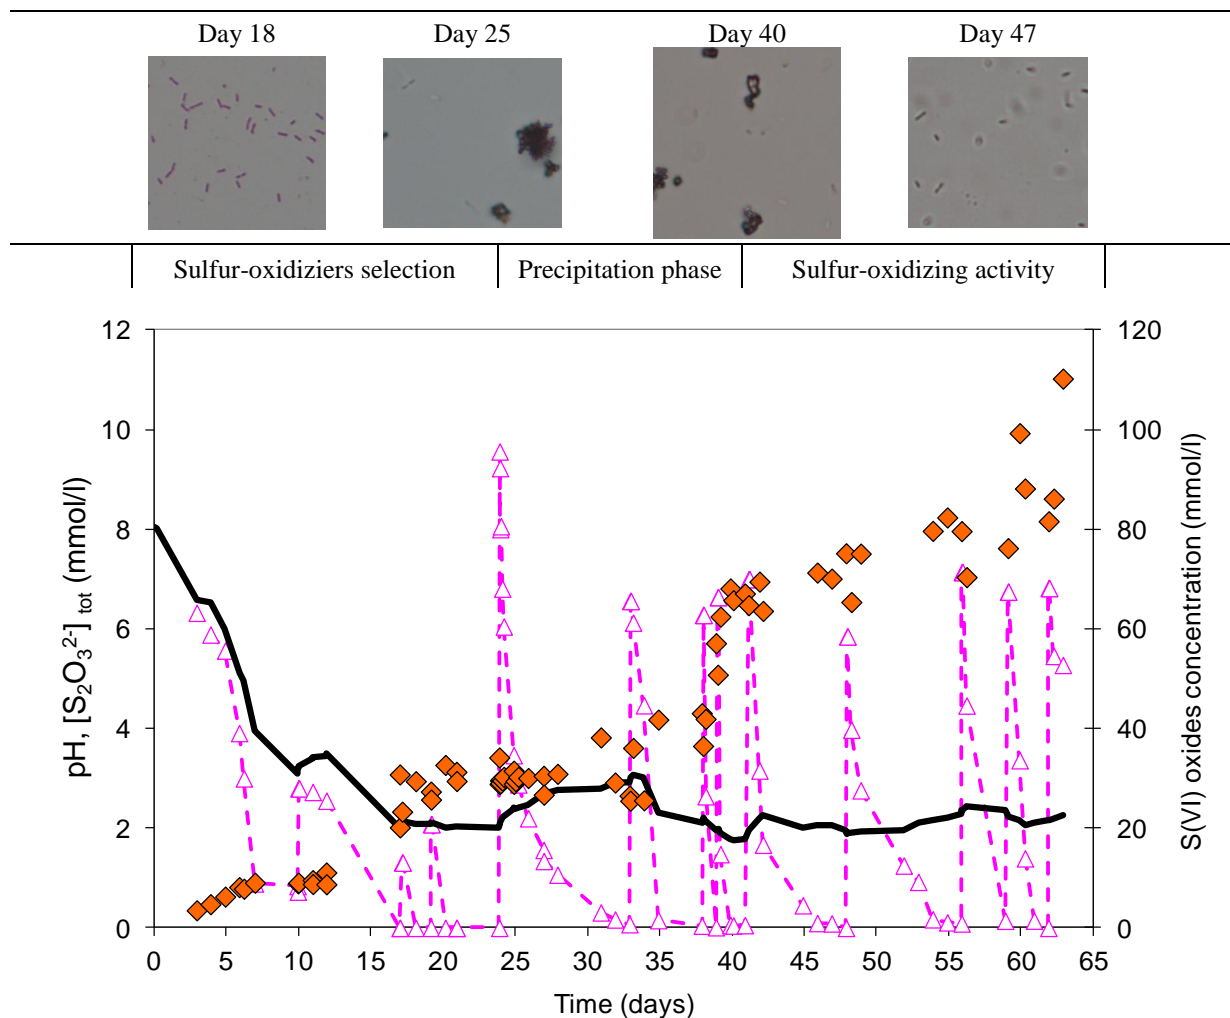 Day 18 Day 25 Day 40 Day 47
Sulfur-oxidiziers selection Precipitation phase Sulfur-oxidizing activity
12 120
10 100
8 80
6 60
4 40
2 20
0 0
pH, [S₂O₃²⁻] tot (mmol/l)
S(VI) oxides concentration (mmol/l)
0 5 10 15 20 25 30 35 40 45 50 55 60 65
Time (days)